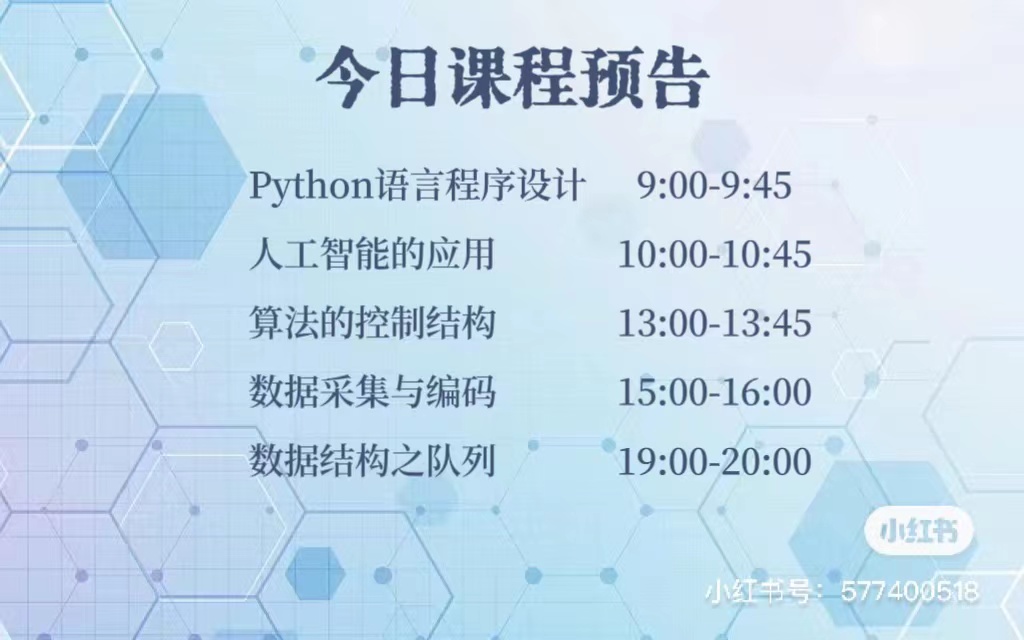 今日课程预告
Python语言程序设计 9:00-9:45
人工智能的应用 10:00-10:45
算法的控制结构 13:00-13:45
数据采集与编码 15:00-16:00
数据结构之队列 19:00-20:00
小红书
小红书号：577400518